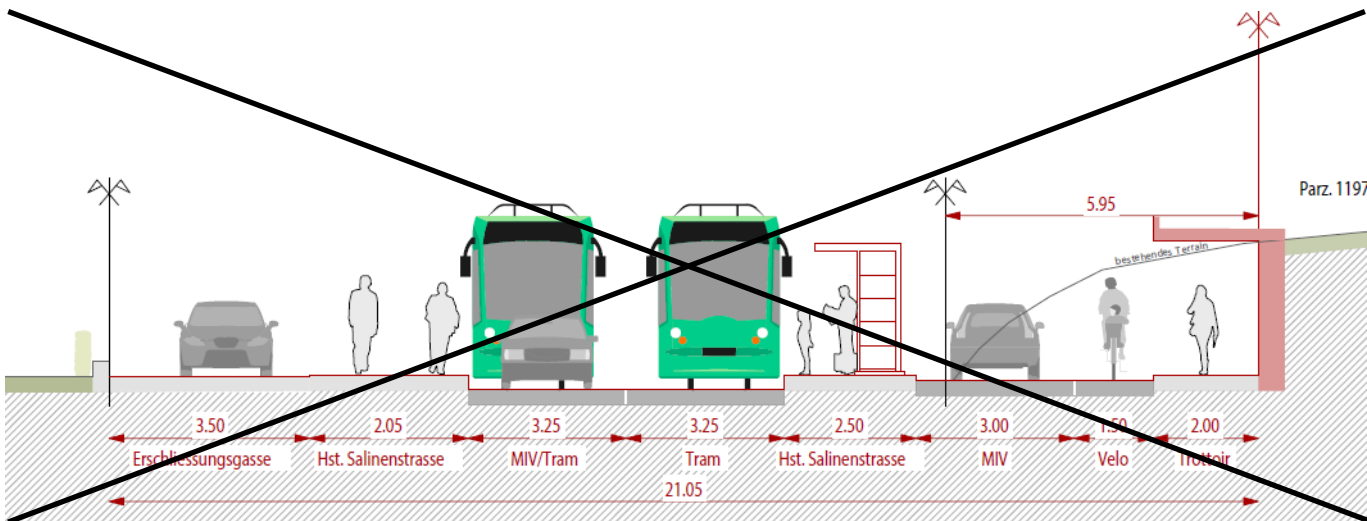 Parz. 1197
5.95
bestehendes Terrain
3.50
2.05
3.25
3.25
2.50
3.00
1.50
2.00
Erschliessungsgasse
Hst. Salinenstrasse
MIV/Tram
Tram
Hst. Salinenstrasse
MIV
Velo
Trottoir
21.05